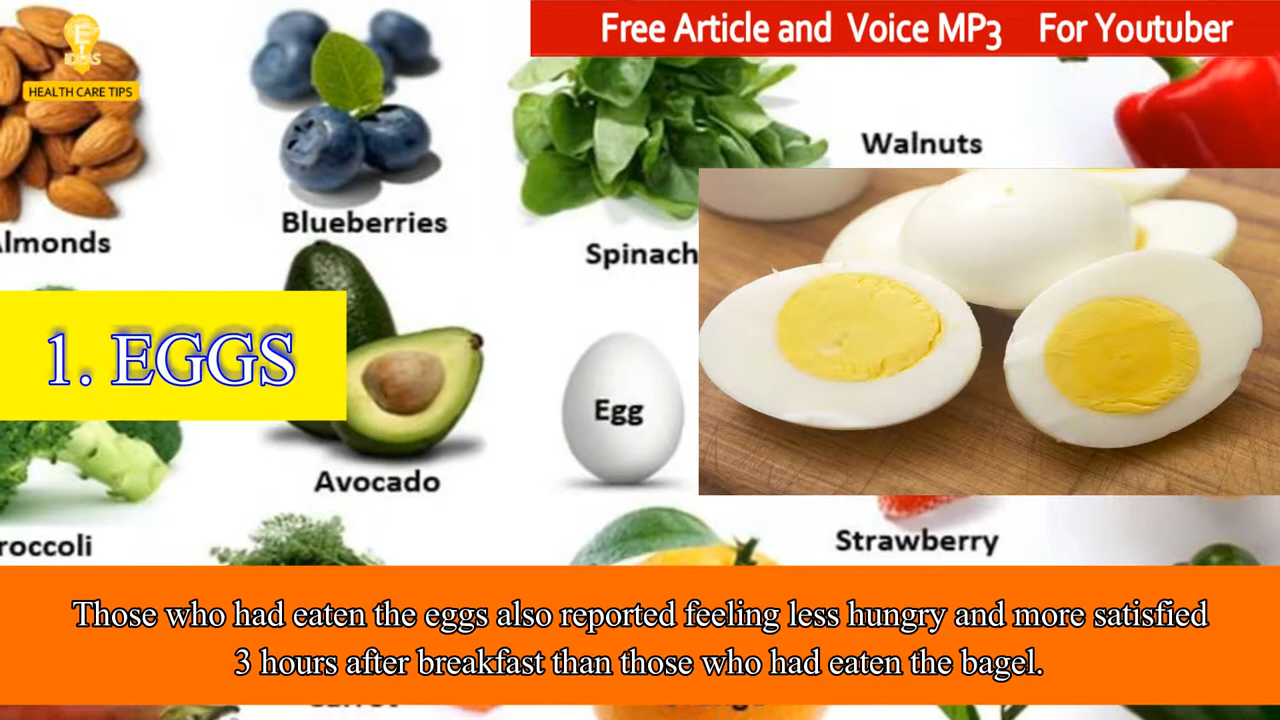 Free Article and Voice MP3 For Youtuber
IDEAS
HEALTH CARE TIPS
Walnuts
Blueberries
lmonds
Spinach
1. EGGS
Egg
Avocado
roccoli
Strawberry
Those who had eaten the eggs also reported feeling less hungry and more satisfied
3 hours after breakfast than those who had eaten the bagel.